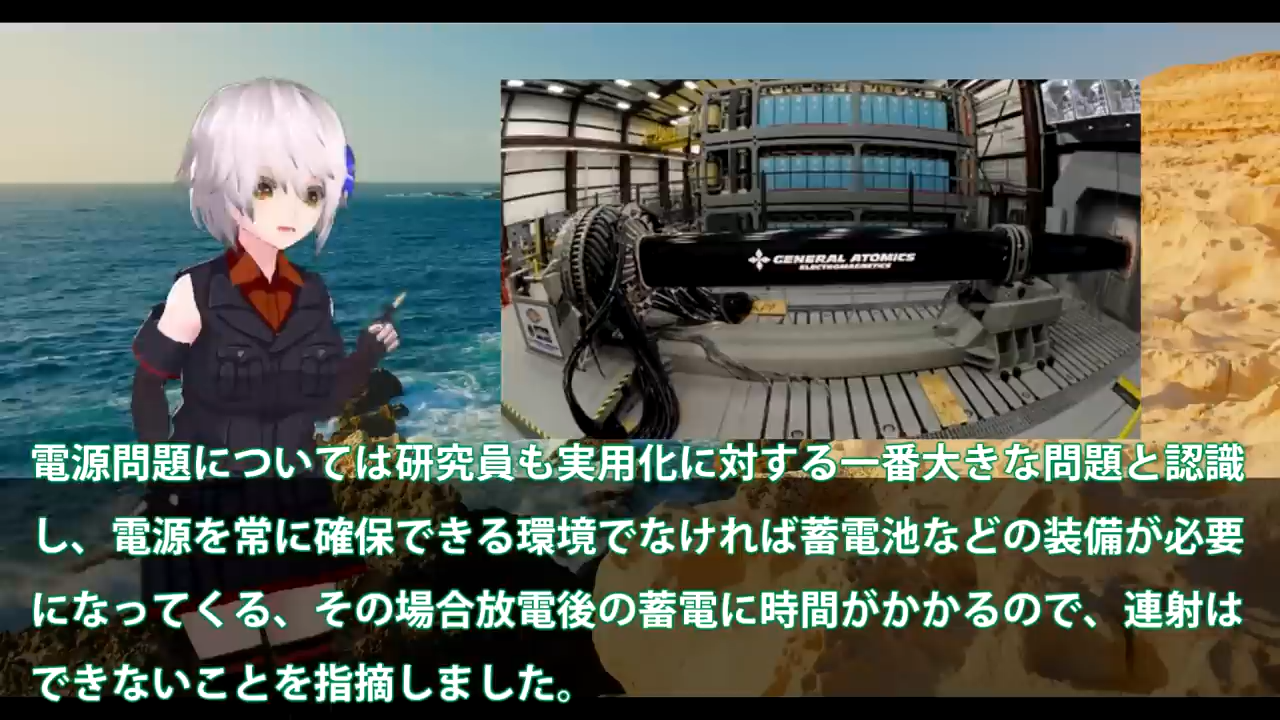 GENERAL ATOMICS
ELECTROMAGNETICS
電源問題については研究員も実用化に対する一番大きな問題と認識
し、電源を常に確保できる環境でなければ蓄電池などの装備が必要
になってくる、その場合放電後の蓄電に時間がかかるので、連射は
できないことを指摘しました。